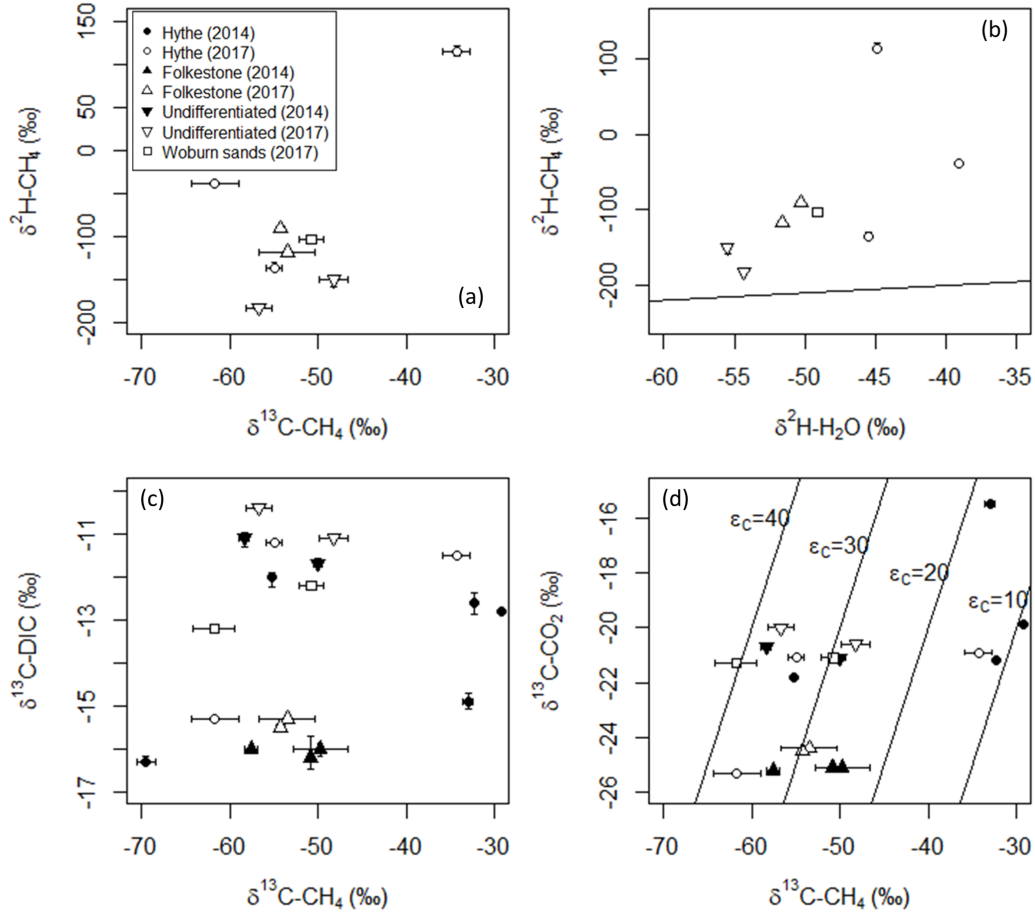 150
100
50
0
-100
-200
δ²H-CH₄ (‰)
Hythe (2014)
Hythe (2017)
Folkestone (2014)
Folkestone (2017)
Undifferentiated (2014)
Undifferentiated (2017)
Woburn sands (2017)
(a)
-70 -60 -50 -40 -30
δ¹³C-CH₄ (‰)
(b)
100
0
-100
-200
δ²H-CH₄ (‰)
-60 -55 -50 -45 -40 -35
δ²H-H₂O (‰)
(c)
-11
-13
-15
-17
δ¹³C-DIC (‰)
-70 -60 -50 -40 -30
δ¹³C-CH₄ (‰)
(d)
-16
-18
-20
-22
-24
-26
δ¹³C-CO₂ (‰)
εC=40
εC=30
εC=20
εC=10
-70 -60 -50 -40 -30
δ¹³C-CH₄ (‰)